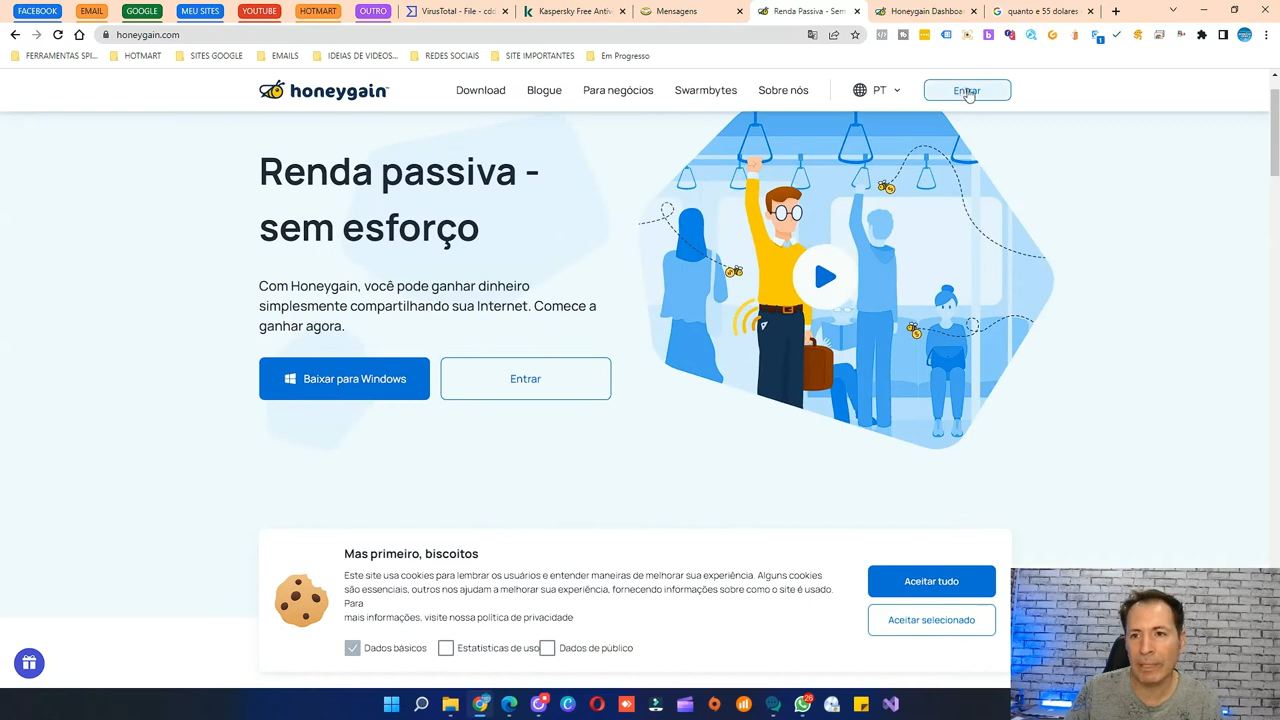 FACEBOOK
EMAIL
GOOGLE
MEU SITES
YOUTUBE
HOTMART
OUTRO
VirusTotal - File - cdd
Kaspersky Free Antiv
Mensagens
Renda Passiva - Sem
Honeygain Dashboa
quanto e 55 dolares
honeygain.com
FERRAMENTAS SPI...
HOTMART
SITES GOOGLE
EMAILS
IDEIAS DE VIDEOS...
REDES SOCIAIS
SITE IMPORTANTES
Em Progresso
honeygain
Download
Blogue
Para negócios
Swarmbytes
Sobre nós
PT
Entrar
Renda passiva -
sem esforço
Com Honeygain, você pode ganhar dinheiro
simplesmente compartilhando sua Internet. Comece a
ganhar agora.
Baixar para Windows
Entrar
Mas primeiro, biscoitos
Este site usa cookies para lembrar os usuários e entender maneiras de melhorar sua experiência. Alguns cookies
são essenciais, outros nos ajudam a melhorar sua experiência, fornecendo informações sobre como o site é usado.
Para
mais informações, visite nossa política de privacidade
Dados básicos
Estatísticas de uso
Dados de público
Aceitar tudo
Aceitar selecionado
26